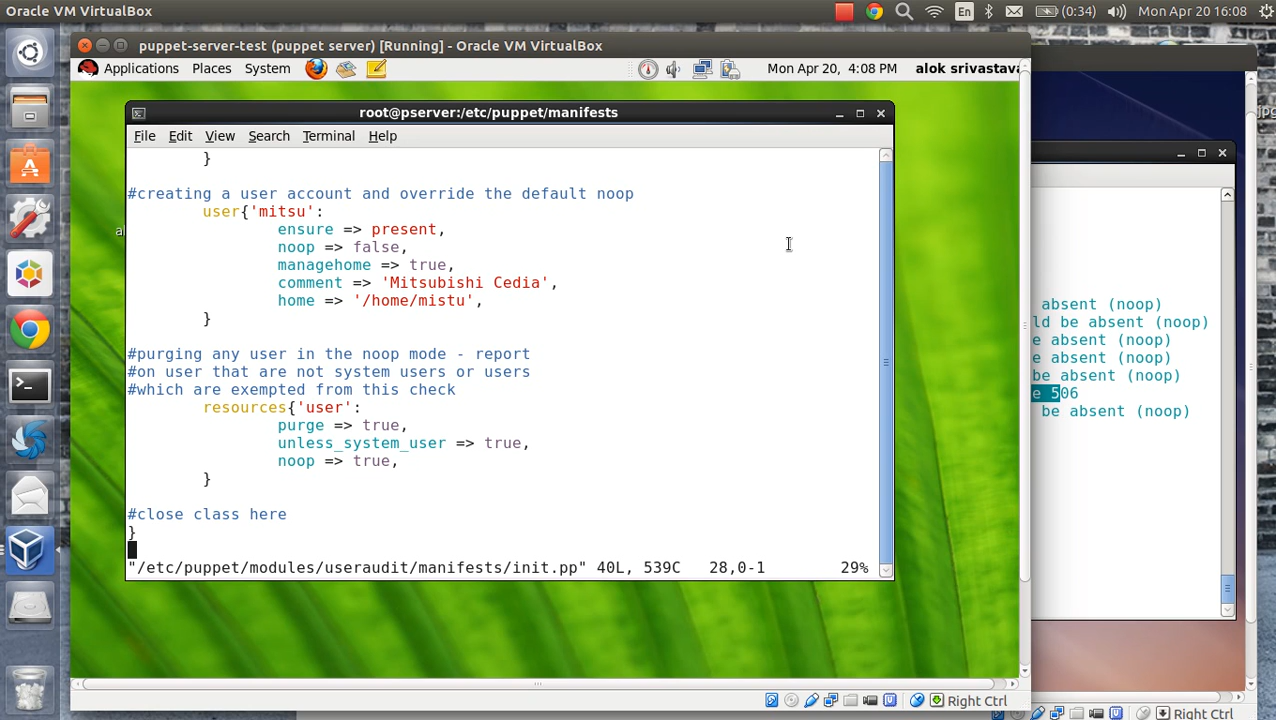 Oracle VM VirtualBox
En
(0:34)
Mon Apr 20 16:08
puppet-server-test (puppet server) [Running] - Oracle VM VirtualBox
Applications Places System
Mon Apr 20, 4:08 PM
alok srivastava
root@pserver:/etc/puppet/manifests
File Edit View Search Terminal Help
}
#creating a user account and override the default noop
user{'mitsu':
ensure => present,
noop => false,
managehome => true,
comment => 'Mitsubishi Cedia',
home => '/home/mistu',
}
#purging any user in the noop mode - report
#on user that are not system users or users
#which are exempted from this check
resources{'user':
purge => true,
unless_system_user => true,
noop => true,
}
#close class here
}
"/etc/puppet/modules/useraudit/manifests/init.pp" 40L, 539C 28,0-1 29%
absent (noop)
ld be absent (noop)
e absent (noop)
e absent (noop)
be absent (noop)
e 506
be absent (noop)
Right Ctrl
Right Ctrl